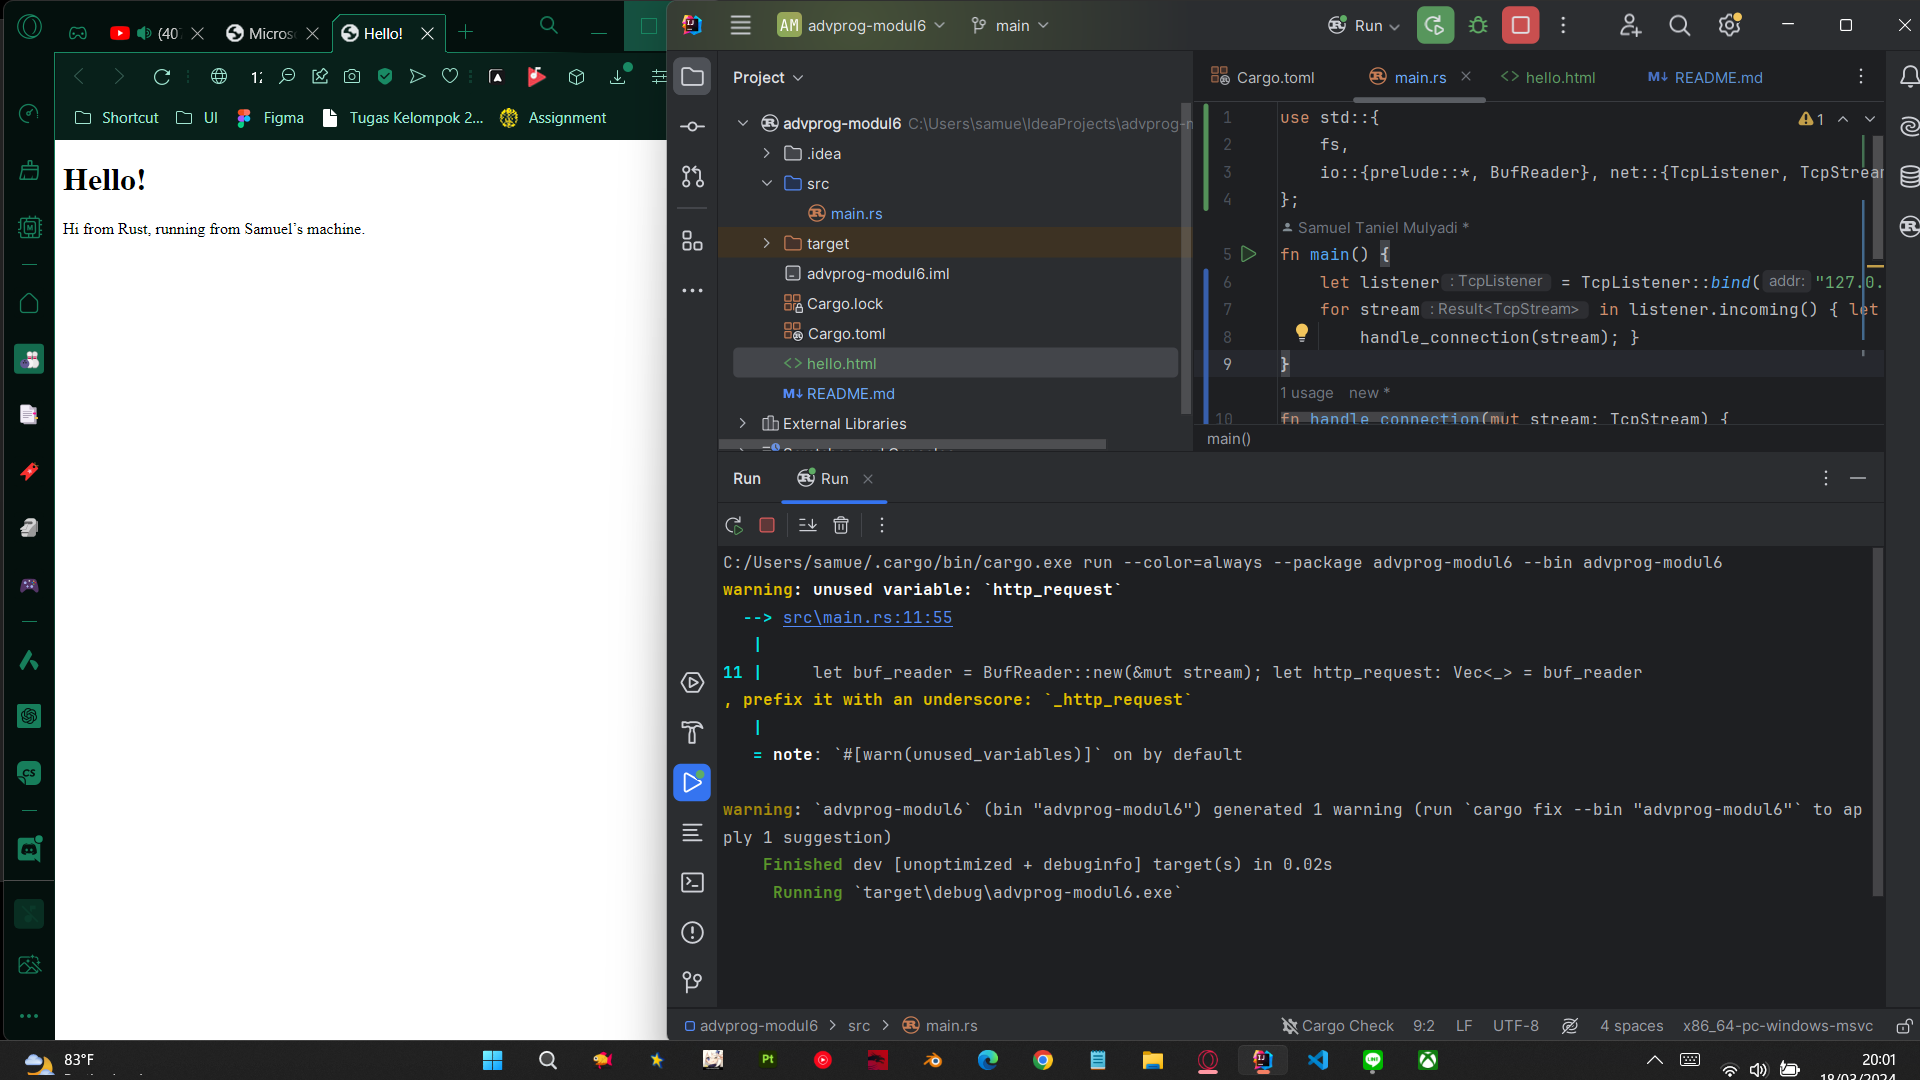 (40
Micros
Hello!
12
Shortcut
UI
Figma
Tugas Kelompok 2...
Assignment
Hello!
Hi from Rust, running from Samuel's machine.
AM advprog-modul6
main
Run
Project
advprog-modul6 C:\Users\samue\IdeaProjects\advprog-m
.idea
src
main.rs
target
advprog-modul6.iml
Cargo.lock
Cargo.toml
<> hello.html
M↓ README.md
External Libraries
Cargo.toml
main.rs
<> hello.html
M↓ README.md
1
1 use std::{
2 fs,
3 io::{prelude::*, BufReader}, net::{TcpListener, TcpStream
4 };
Samuel Taniel Mulyadi *
5 fn main() {
6 let listener : TcpListener = TcpListener::bind( addr: "127.0.
7 for stream : Result<TcpStream> in listener.incoming() { let
8 handle_connection(stream); }
9 }
1 usage new *
10 fn handle_connection(mut stream: TcpStream) {
main()
Run
Run
C:/Users/samue/.cargo/bin/cargo.exe run --color=always --package advprog-modul6 --bin advprog-modul6
warning: unused variable: `http_request`
--> src\main.rs:11:55
|
11 | let buf_reader = BufReader::new(&mut stream); let http_request: Vec<_> = buf_reader
, prefix it with an underscore: `_http_request`
|
= note: `#[warn(unused_variables)]` on by default
warning: `advprog-modul6` (bin "advprog-modul6") generated 1 warning (run `cargo fix --bin "advprog-modul6"` to ap
ply 1 suggestion)
Finished dev [unoptimized + debuginfo] target(s) in 0.02s
Running `target\debug\advprog-modul6.exe`
advprog-modul6 > src > main.rs
Cargo Check
9:2
LF
UTF-8
4 spaces
x86_64-pc-windows-msvc
83°F
20:01
18/03/2024